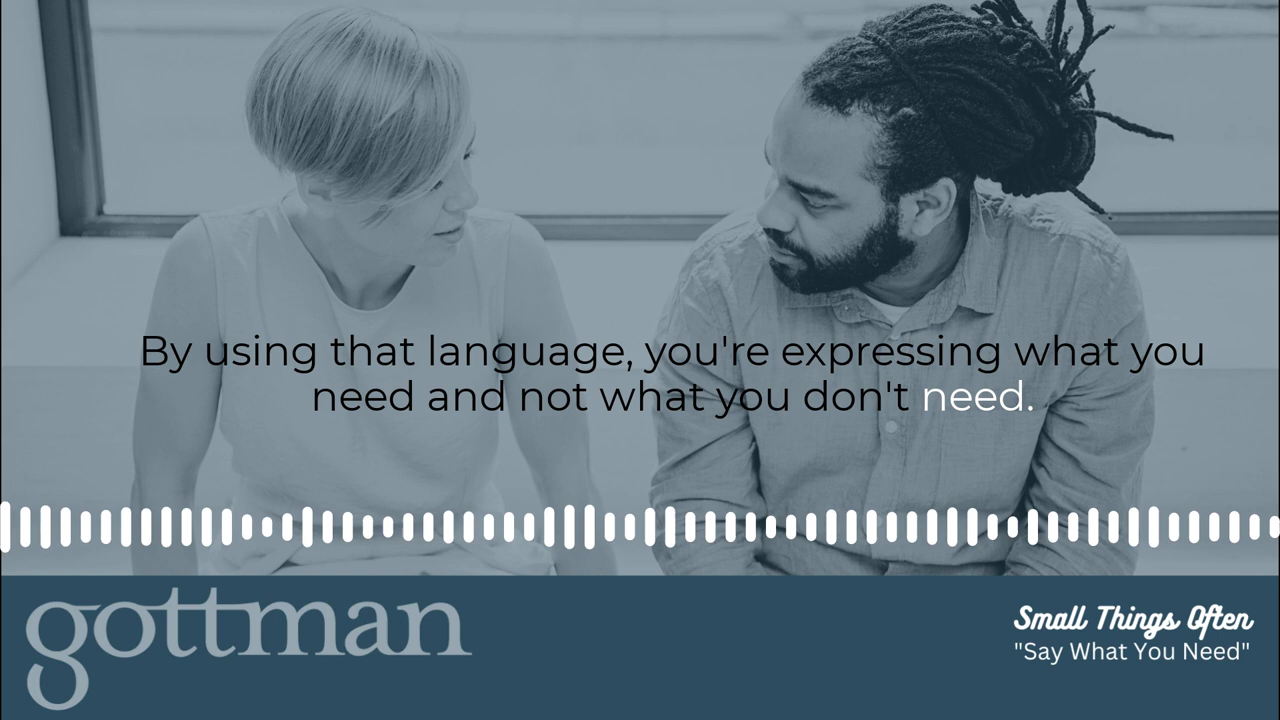 By using that language, you're expressing what you
need and not what you don't need.
gottman
Small Things Often
"Say What You Need"